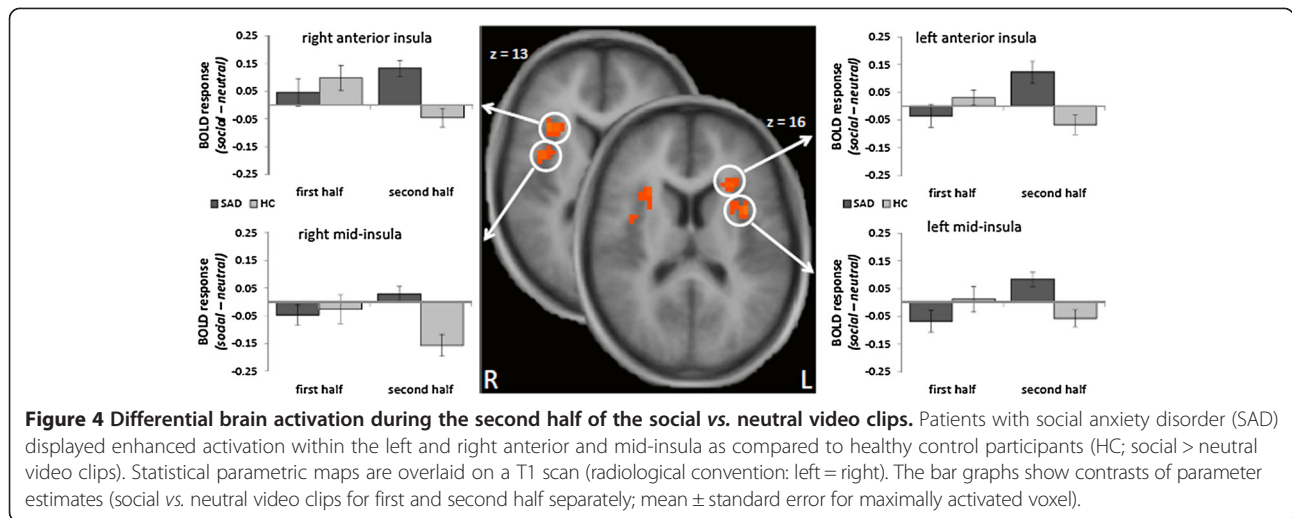 right anterior insula
BOLD response
(social – neutral)
0.25
0.15
0.05
-0.05
-0.15
-0.25
first half second half
SAD HC
right mid-insula
BOLD response
(social – neutral)
0.25
0.15
0.05
-0.05
-0.15
-0.25
first half second half
z = 13
z = 16
R L
left anterior insula
BOLD response
(social – neutral)
0.25
0.15
0.05
-0.05
-0.15
-0.25
first half second half
SAD HC
left mid-insula
BOLD response
(social – neutral)
0.25
0.15
0.05
-0.05
-0.15
-0.25
first half second half
Figure 4 Differential brain activation during the second half of the social vs. neutral video clips. Patients with social anxiety disorder (SAD)
displayed enhanced activation within the left and right anterior and mid-insula as compared to healthy control participants (HC; social > neutral
video clips). Statistical parametric maps are overlaid on a T1 scan (radiological convention: left = right). The bar graphs show contrasts of parameter
estimates (social vs. neutral video clips for first and second half separately; mean ± standard error for maximally activated voxel).